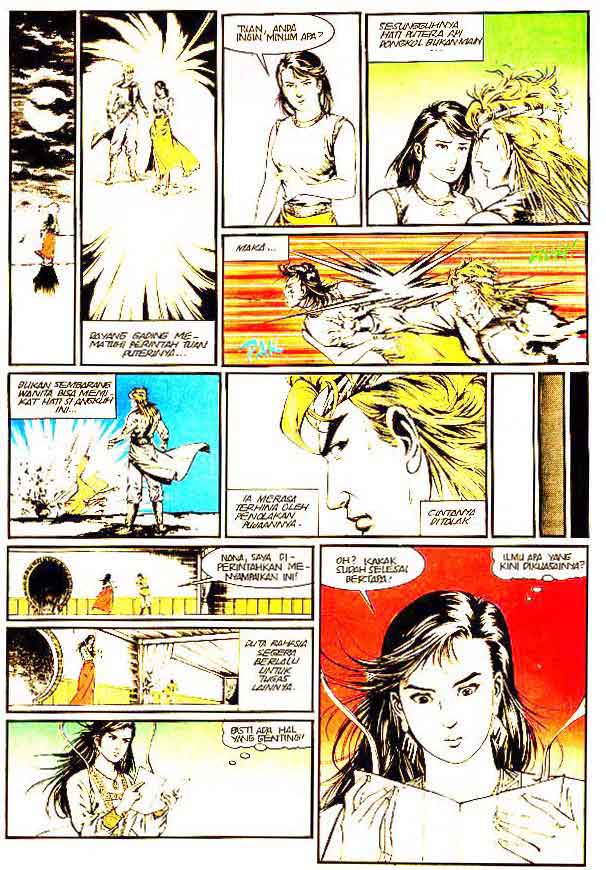 DAYANG GADING ME-
MATUHI PERINTAH TUAN
PUTERINYA...
TUAN, ANDA
INGIN MINUM APA?
SESUNGGUHNYA
HATI PUTERA API
DONGKOL BUKAN MAIN
...
MAKA...
PAK
BUKAN SEMBARANG
WANITA BISA MEMI-
KAT HATI SI ANGKUH
INI...
IA MERASA
TERHINA OLEH
PENOLAKAN
PUJAANNYA.
CINTANYA
DITOLAK
NONA, SAYA DI-
PERINTAHKAN ME-
NYAMPAIKAN INI!
DUTA RAHASIA
SEGERA
BERLALU
UNTUK
TUGAS
LAINNYA.
PASTI ADA HAL
YANG GENTING!
OH? KAKAK
SUDAH SELESAI
BERTAPA?
ILMU APA YANG
KINI DIKUASAINYA?